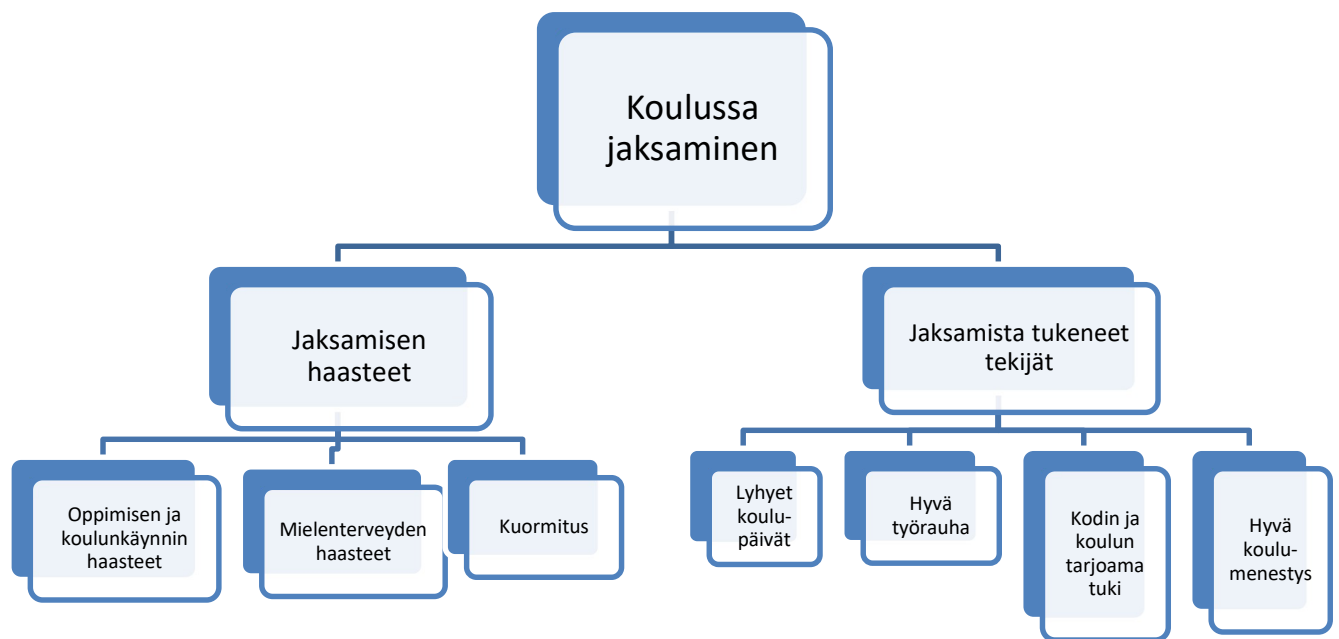 Koulussa
jaksaminen
Jaksamisen
haasteet
Jaksamista tukeneet
tekijät
Oppimisen ja
koulunkäynnin
haasteet
Mielenterveyden
haasteet
Kuormitus
Lyhyet
koulu-
päivät
Hyvä
työrauha
Kodin ja
koulun
tarjoama
tuki
Hyvä
koulu-
menestys